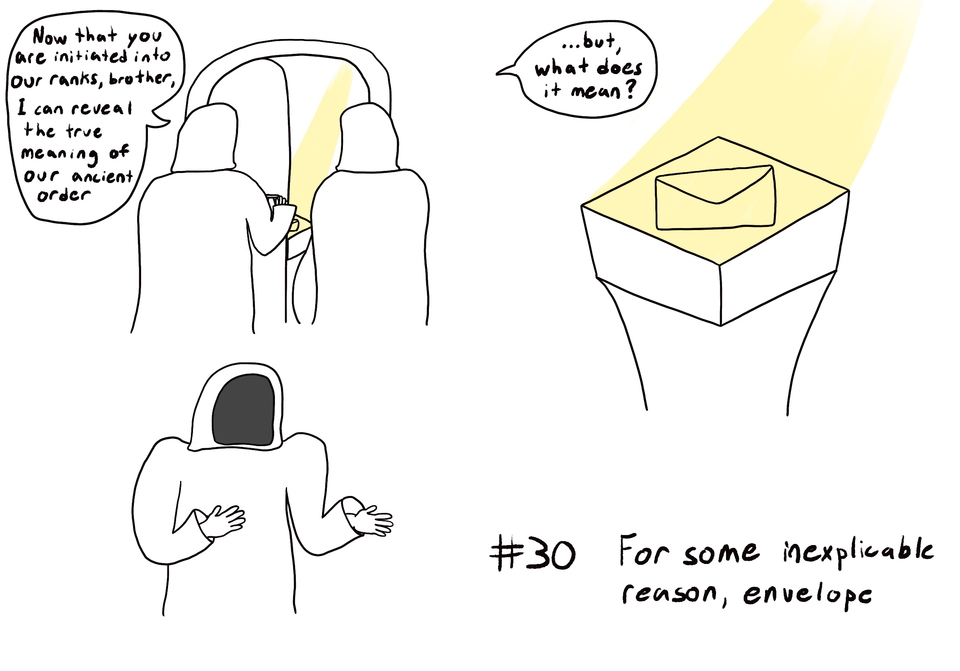 Now that you
are initiated into
our ranks, brother,
I can reveal
the true
meaning of
our ancient
order
...but,
what does
it mean?
#30 For some inexplicable
reason, envelope